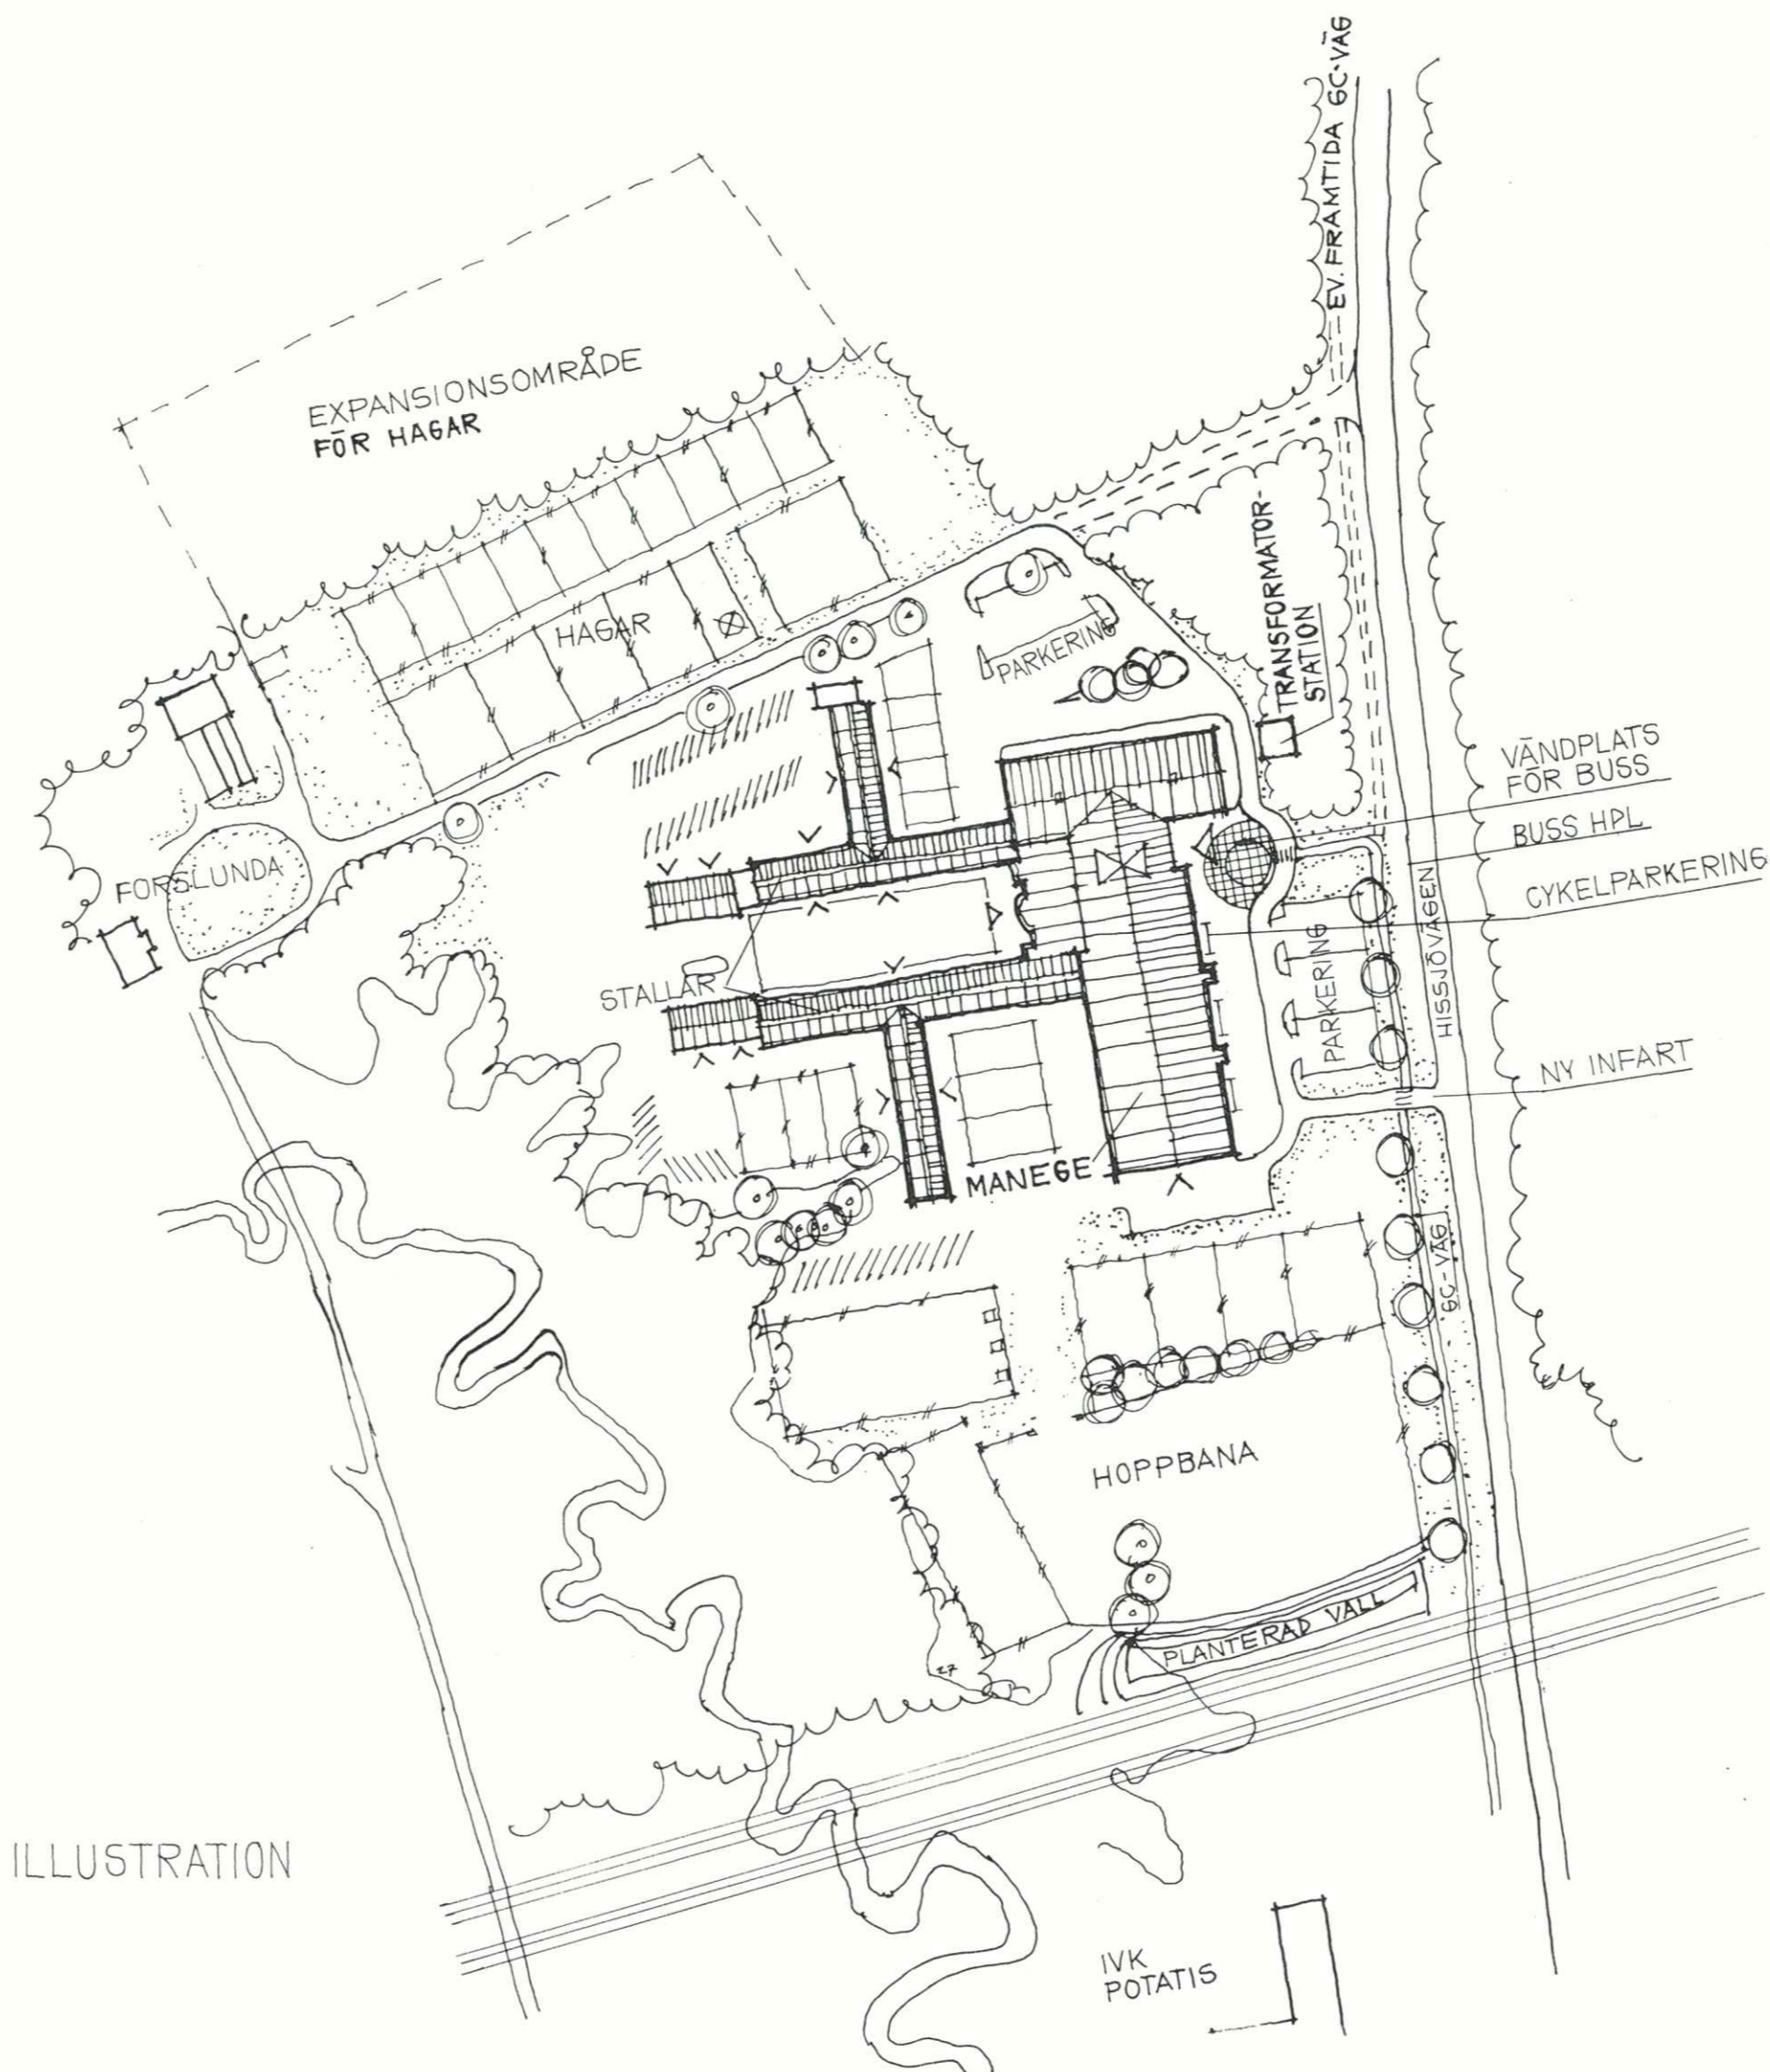 EV. FRAMTIDA GC-VÄG
EXPANSIONSOMRÅDE
FÖR HAGAR
HAGAR
PARKERING
TRANSFORMATOR-
STATION
VÄNDPLATS
FÖR BUSS
BUSS HPL
CYKELPARKERING
FORSLUNDA
HISSJÖVÄGEN
PARKERING
STALLAR
NY INFART
MANEGE
GC-VÄG
HOPPBANA
PLANTERAD VALL
ILLUSTRATION
IVK
POTATIS